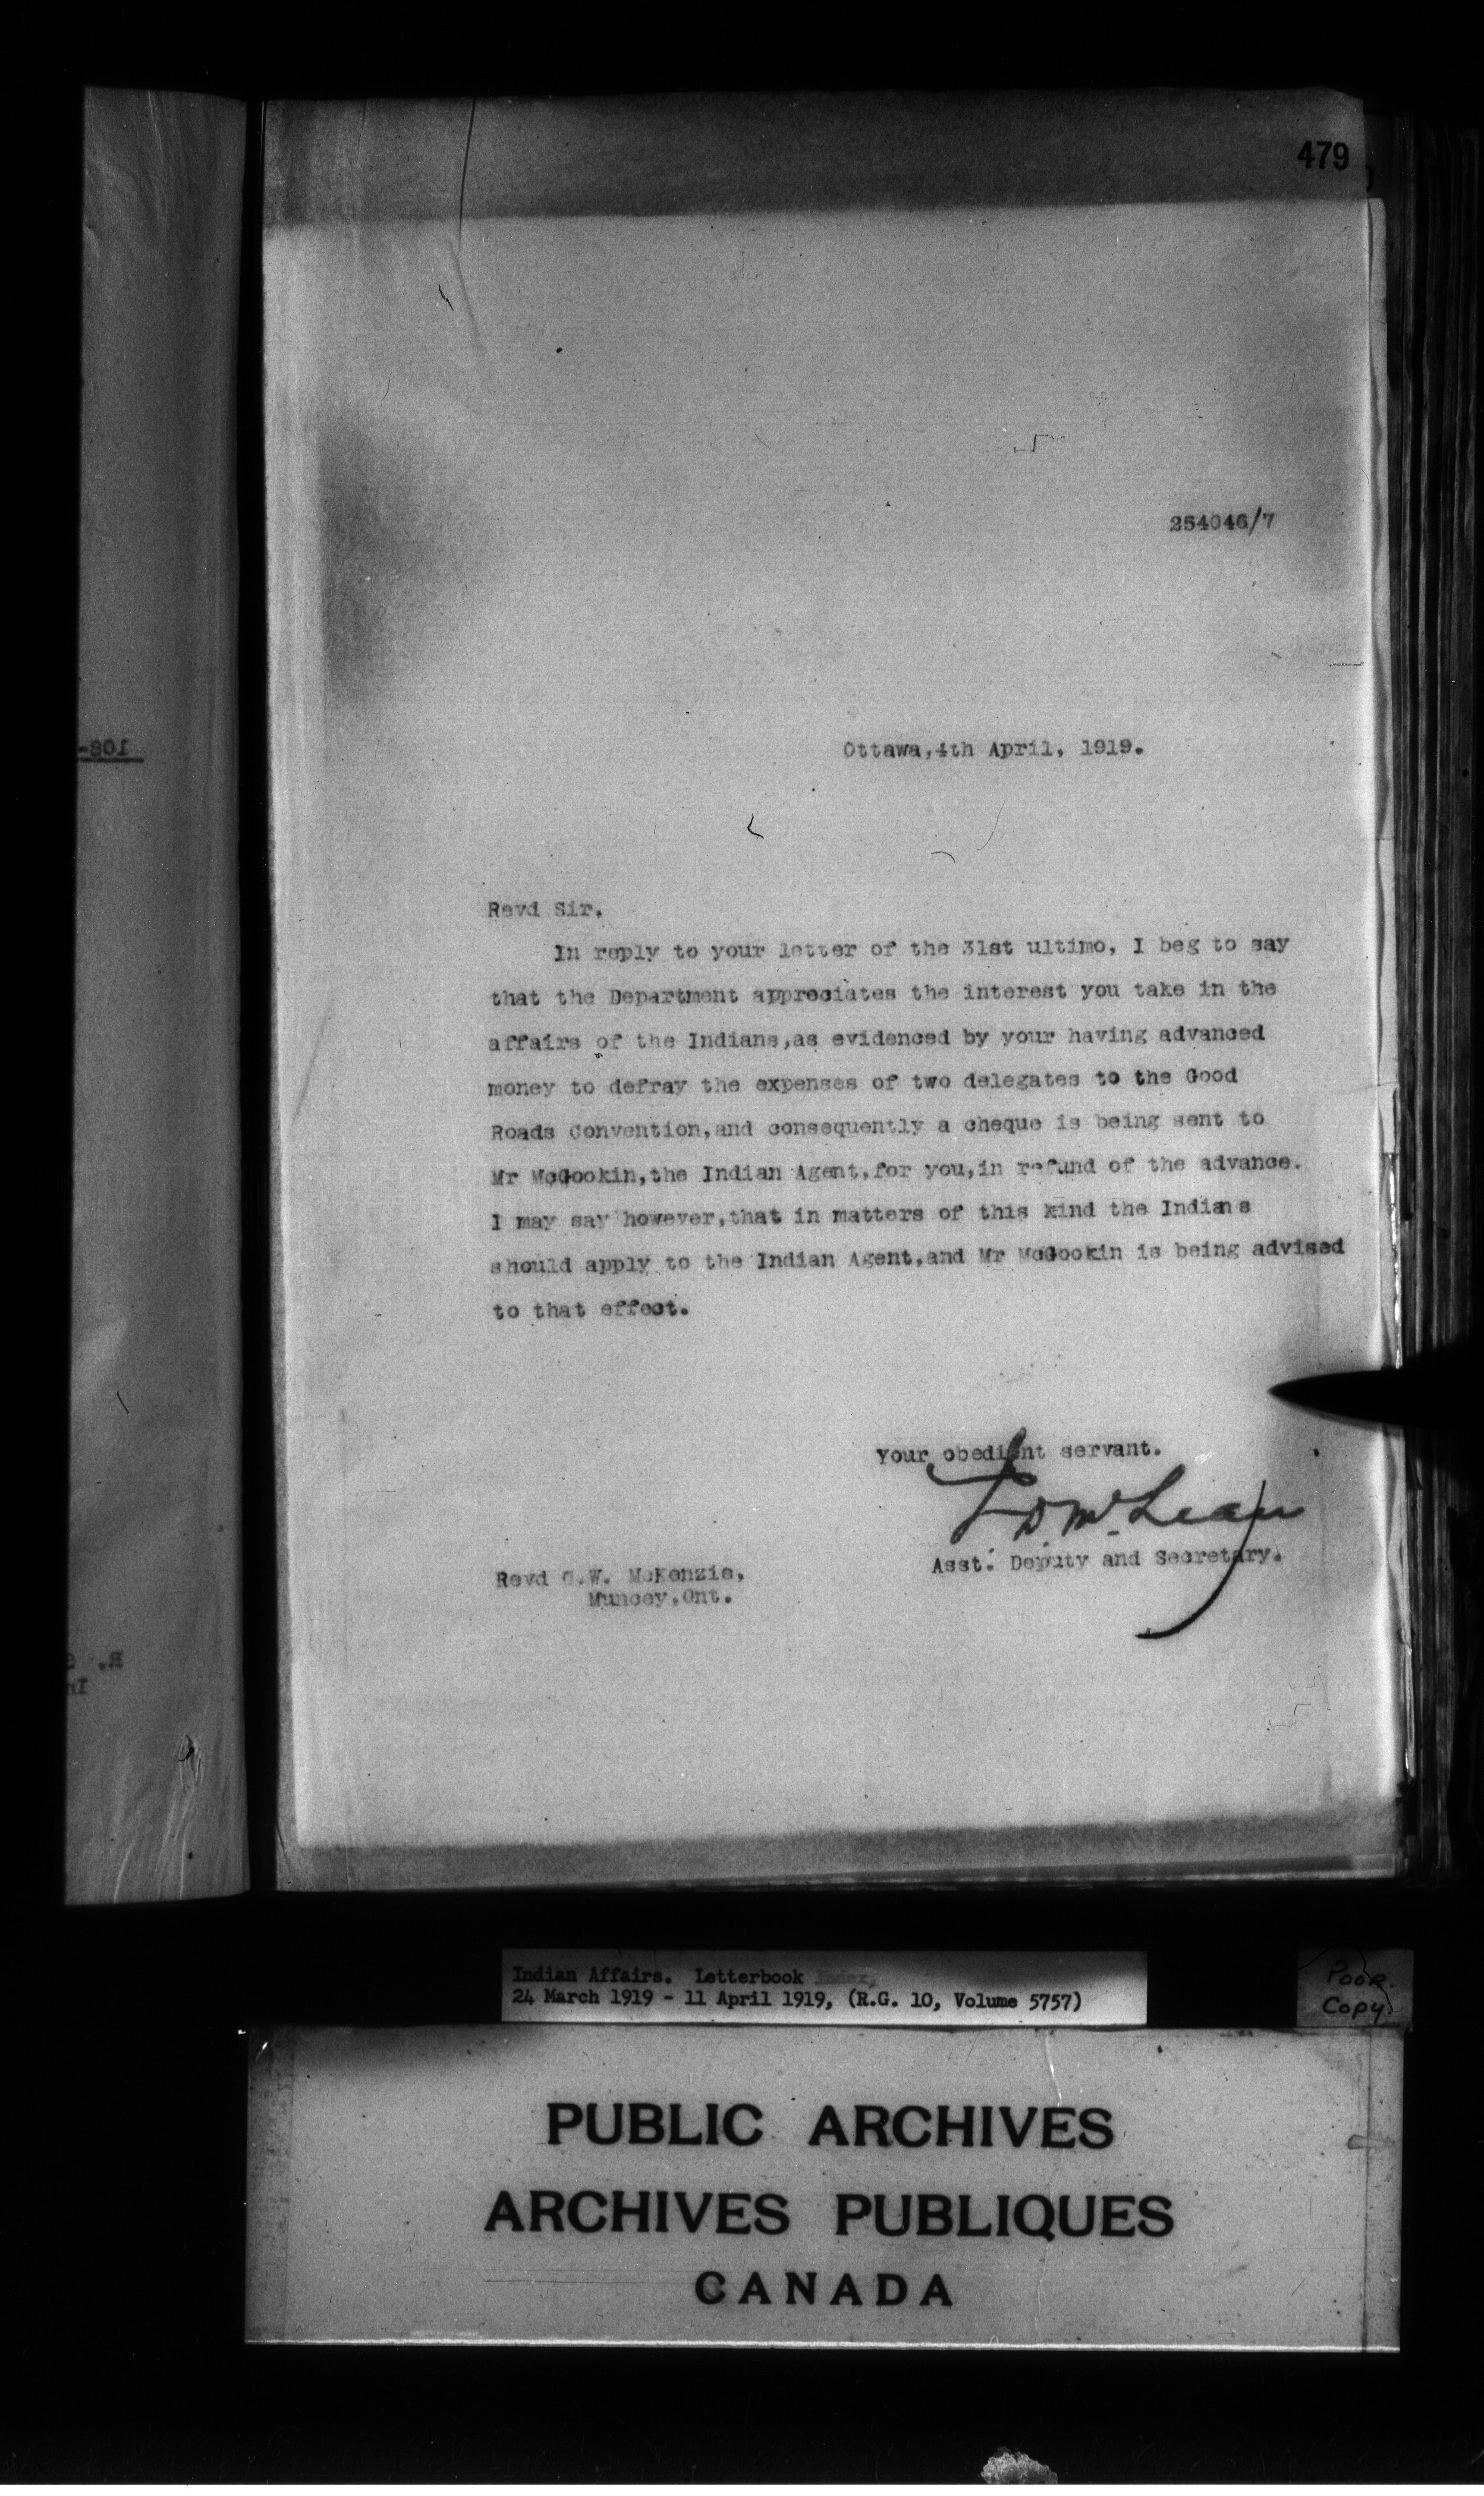 479
254046/7
Ottawa,4th April, 1919.
Revd Sir,
In reply to your letter of the 31st ultimo, I beg to say
that the Department appreciates the interest you take in the
affairs of the Indians,as evidenced by your having advanced
money to defray the expenses of two delegates to the Good
Roads Convention,and consequently a cheque is being sent to
Mr McGookin,the Indian Agent,for you,in refund of the advance.
I may say however,that in matters of this kind the Indians
should apply to the Indian Agent,and Mr McGookin is being advised
to that effect.
Your obedient servant.
J D McLean
Asst. Deputy and Secretary.
Revd G.W. McKenzie,
Muncey,Ont.
108-
R.
Indian Affairs. Letterbook
24 March 1919 - 11 April 1919, (R.G. 10, Volume 5757)
Poor
Copy
PUBLIC ARCHIVES
ARCHIVES PUBLIQUES
CANADA